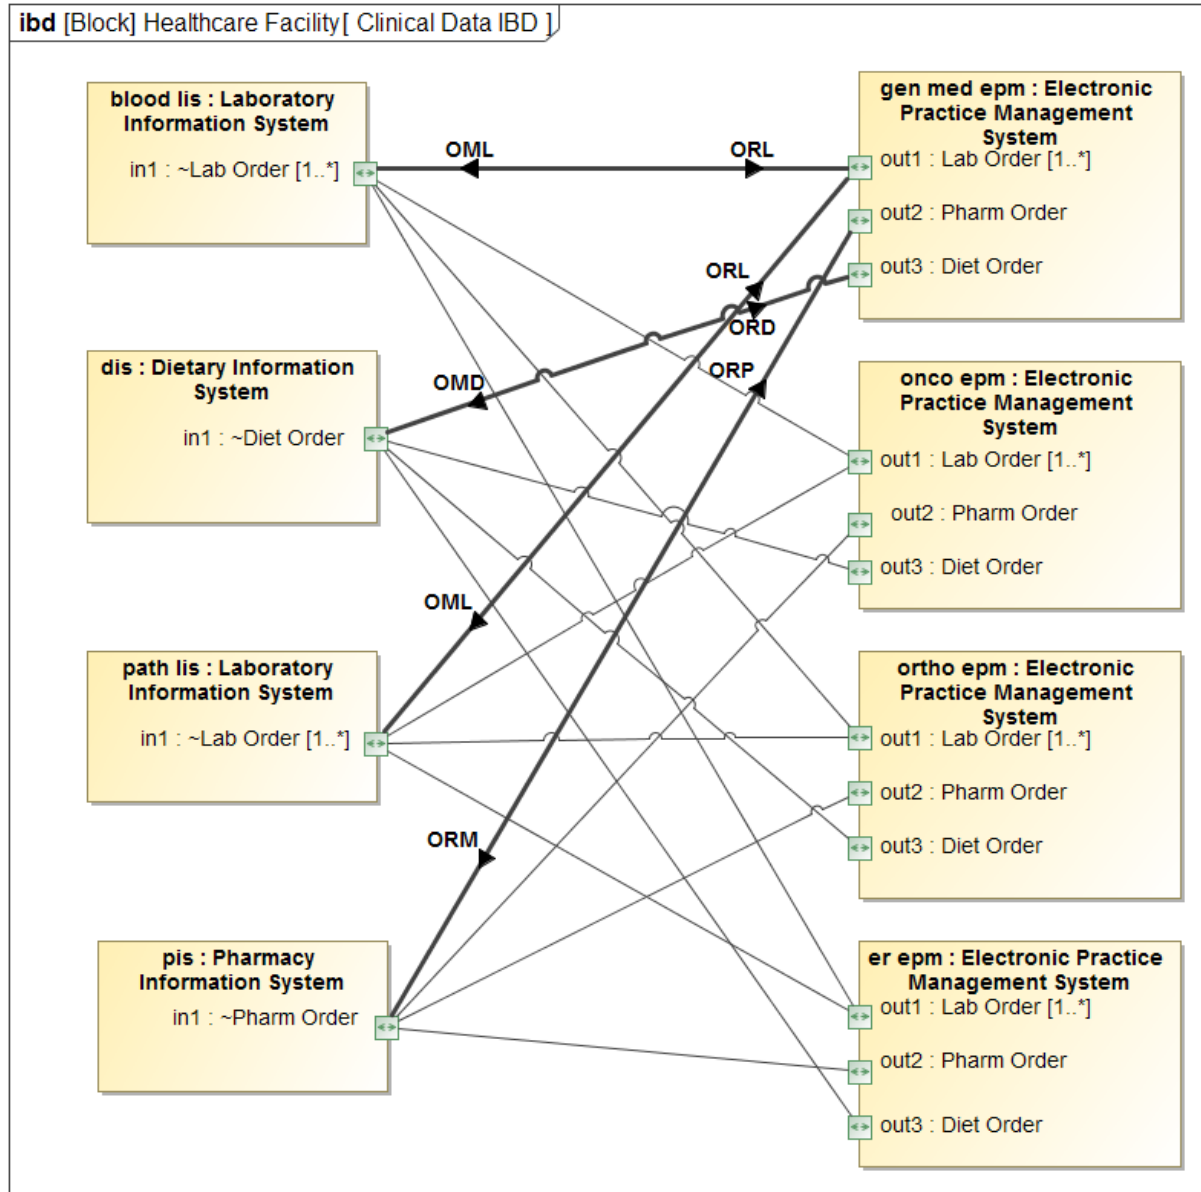 ibd [Block] Healthcare Facility[ Clinical Data IBD ]
blood lis : Laboratory
Information System
in1 : ~Lab Order [1..*]
OML
ORL
gen med epm : Electronic
Practice Management
System
out1 : Lab Order [1..*]
out2 : Pharm Order
out3 : Diet Order
ORL
ORD
ORP
OMD
dis : Dietary Information
System
in1 : ~Diet Order
onco epm : Electronic
Practice Management
System
out1 : Lab Order [1..*]
out2 : Pharm Order
out3 : Diet Order
OML
path lis : Laboratory
Information System
in1 : ~Lab Order [1..*]
ortho epm : Electronic
Practice Management
System
out1 : Lab Order [1..*]
out2 : Pharm Order
out3 : Diet Order
ORM
pis : Pharmacy
Information System
in1 : ~Pharm Order
er epm : Electronic Practice
Management System
out1 : Lab Order [1..*]
out2 : Pharm Order
out3 : Diet Order